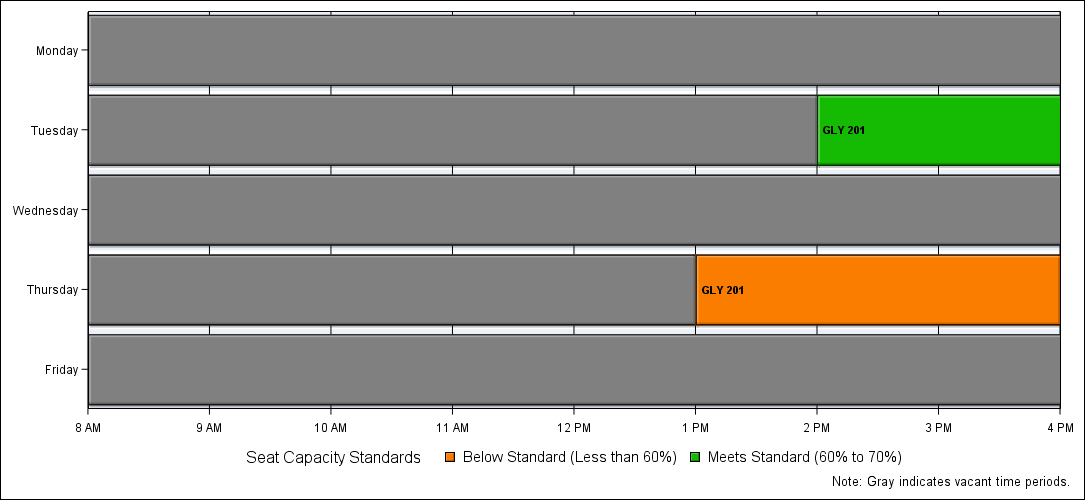 Monday
Tuesday
GLY 201
Wednesday
Thursday
GLY 201
Friday
8 AM 9 AM 10 AM 11 AM 12 PM 1 PM 2 PM 3 PM 4 PM
Seat Capacity Standards Below Standard (Less than 60%) Meets Standard (60% to 70%)
Note: Gray indicates vacant time periods.